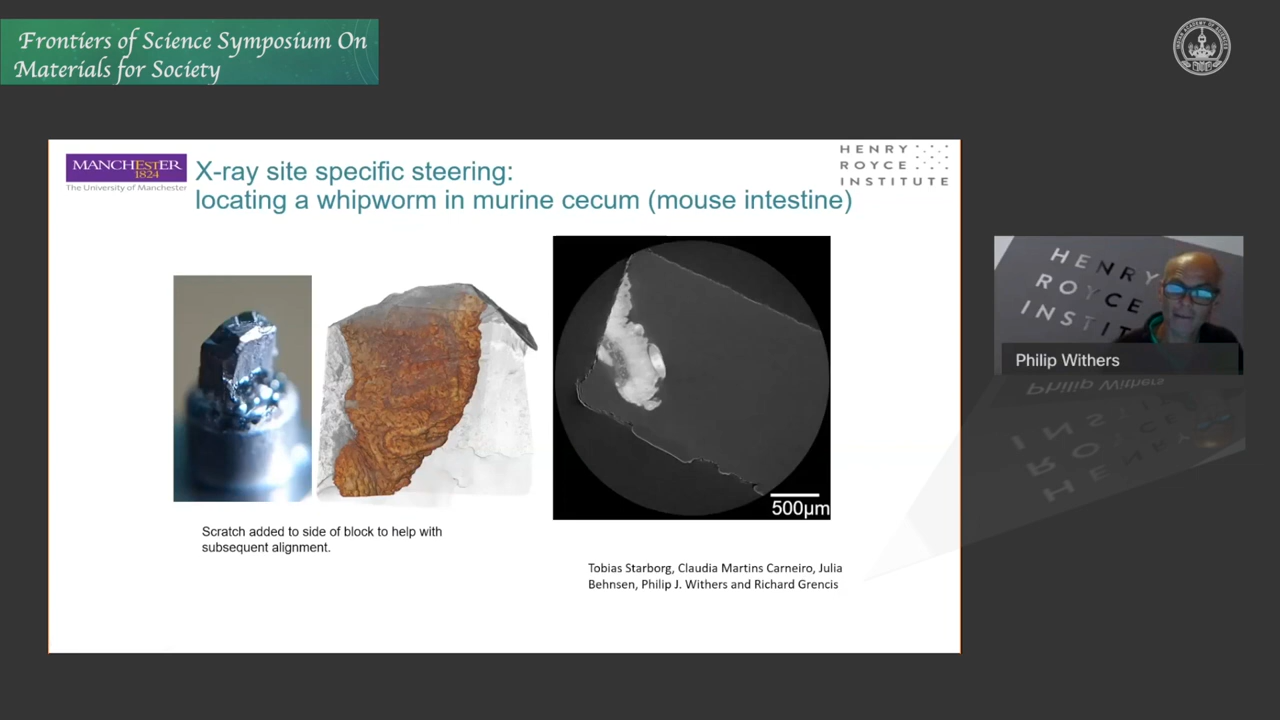 Frontiers of Science Symposium On
Materials for Society
MANCHESTER
1824
The University of Manchester
X-ray site specific steering:
locating a whipworm in murine cecum (mouse intestine)
HENRY
ROYCE
INSTITUTE
500µm
Scratch added to side of block to help with
subsequent alignment.
Tobias Starborg, Claudia Martins Carneiro, Julia
Behnsen, Philip J. Withers and Richard Grencis
HENRY
ROYCE
INSTIT
Philip Withers